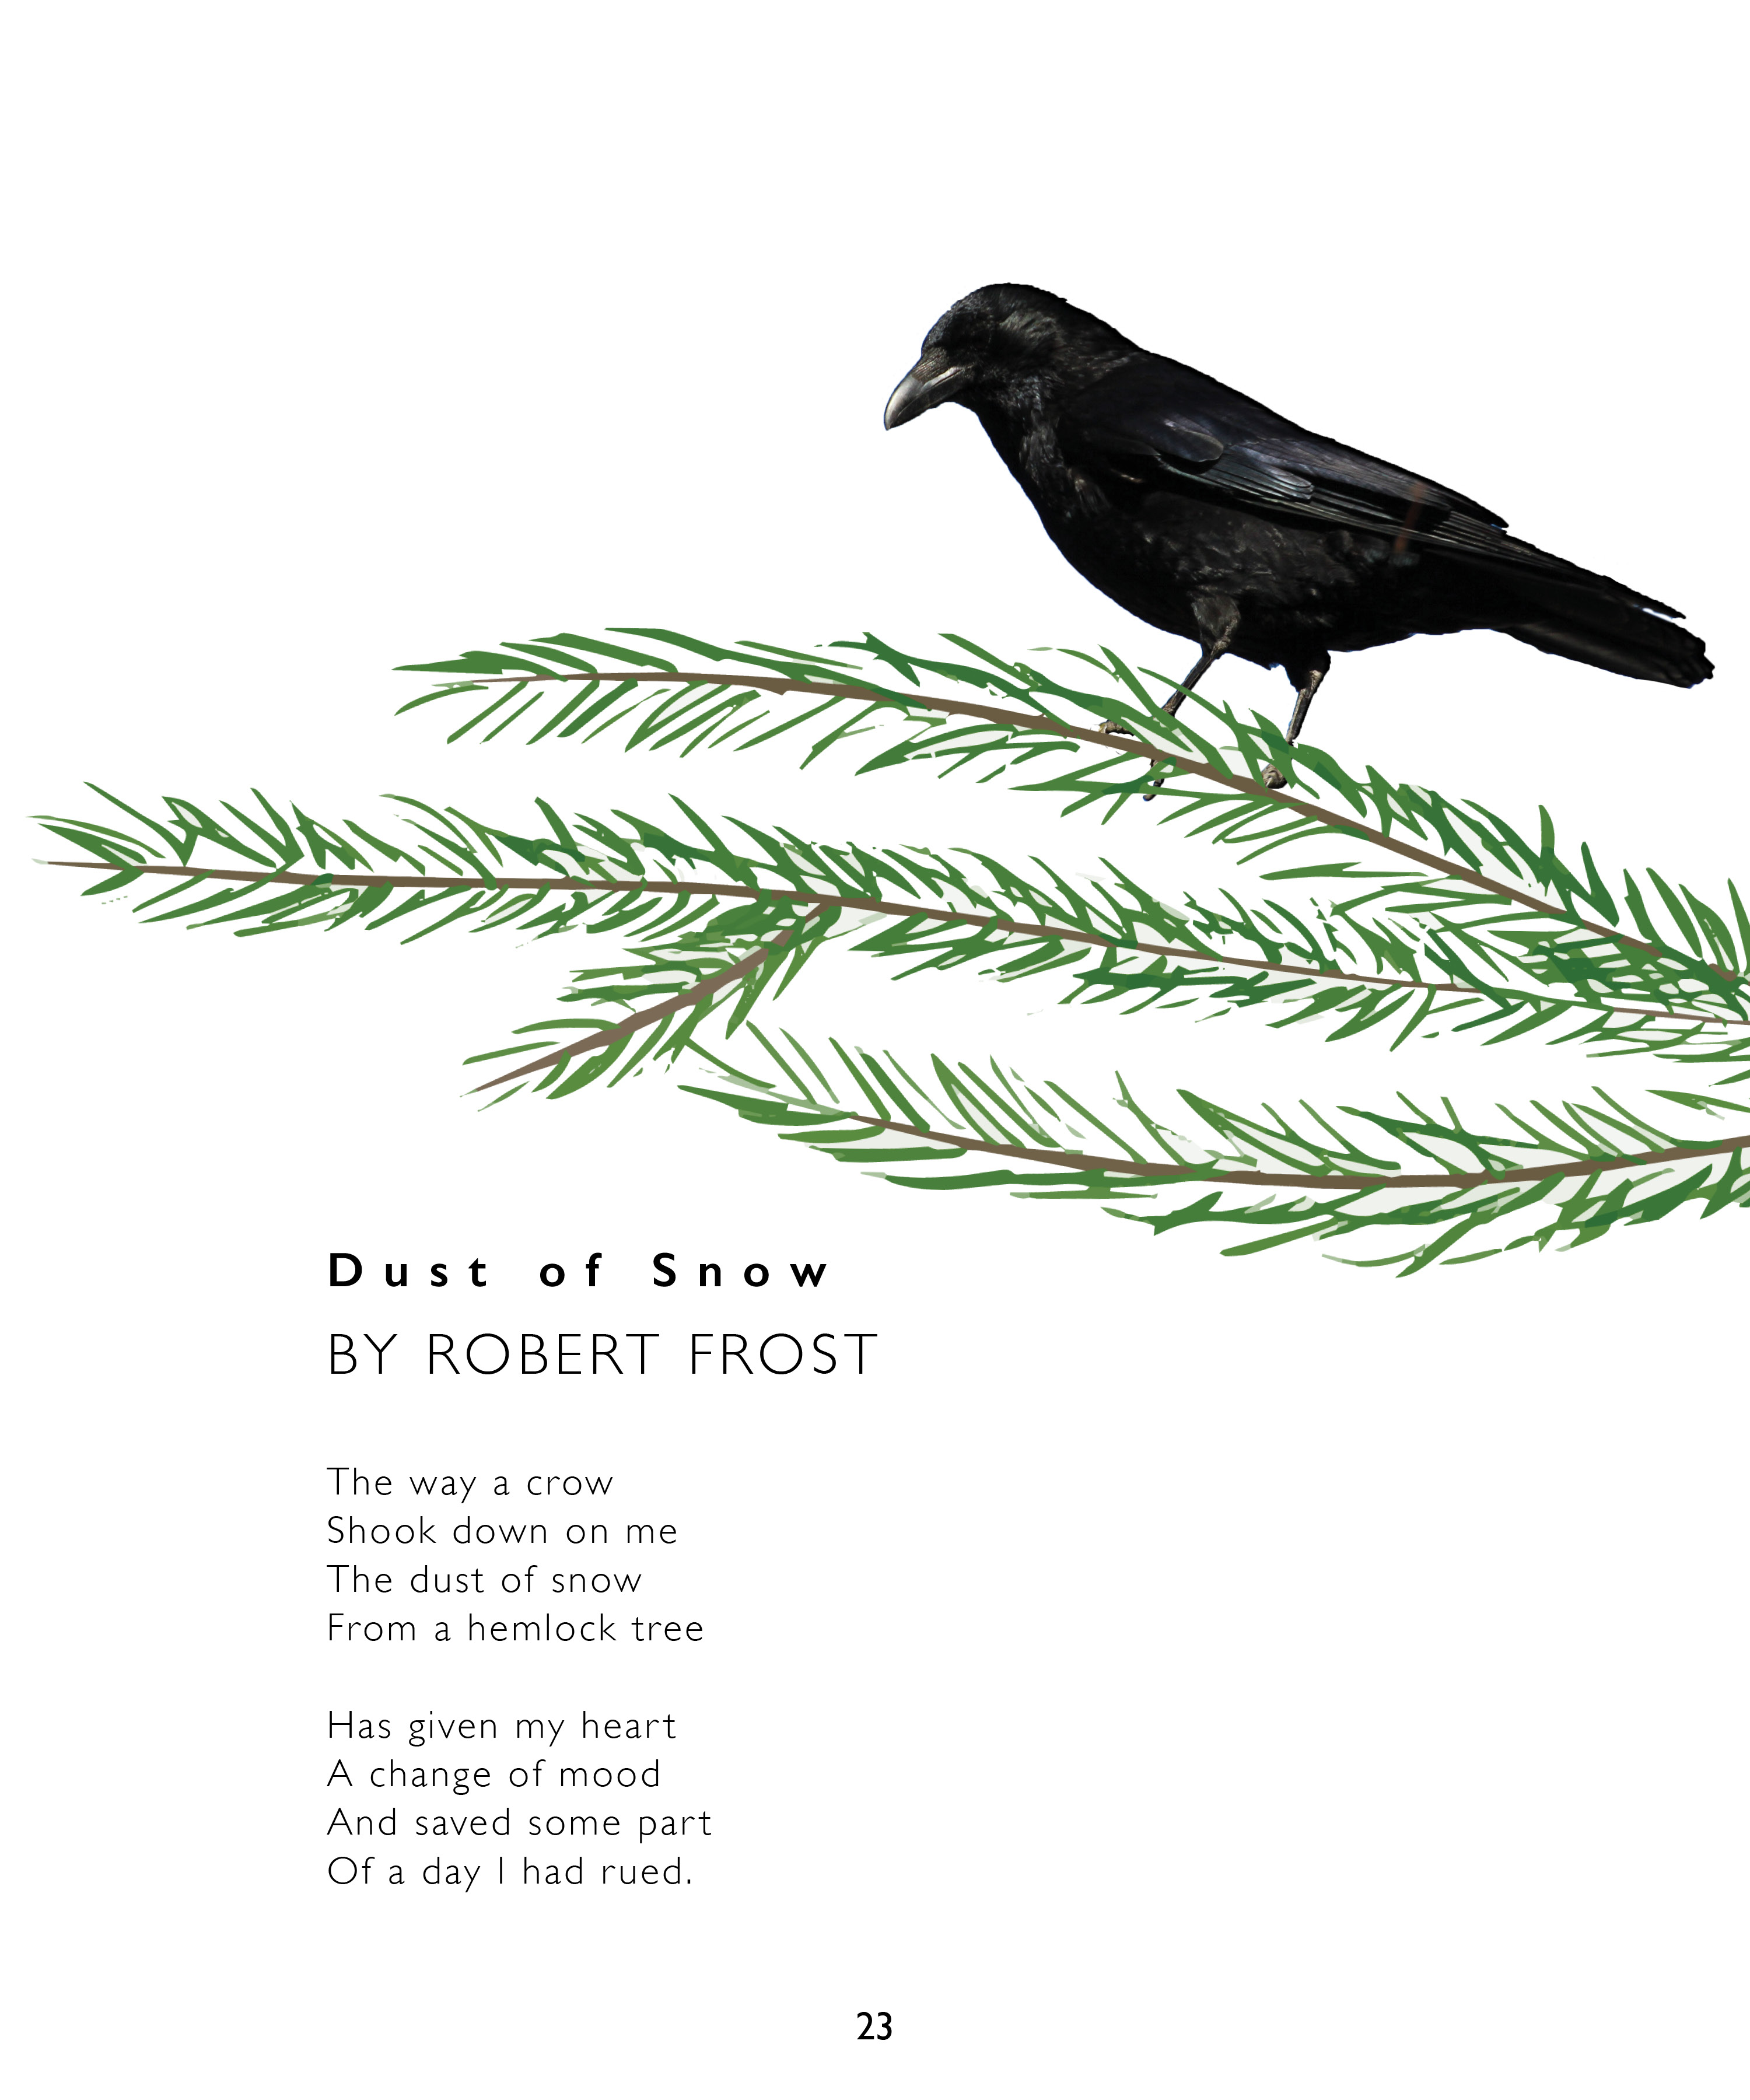 Dust of Snow
BY ROBERT FROST
The way a crow
Shook down on me
The dust of snow
From a hemlock tree
Has given my heart
A change of mood
And saved some part
Of a day I had rued.
23